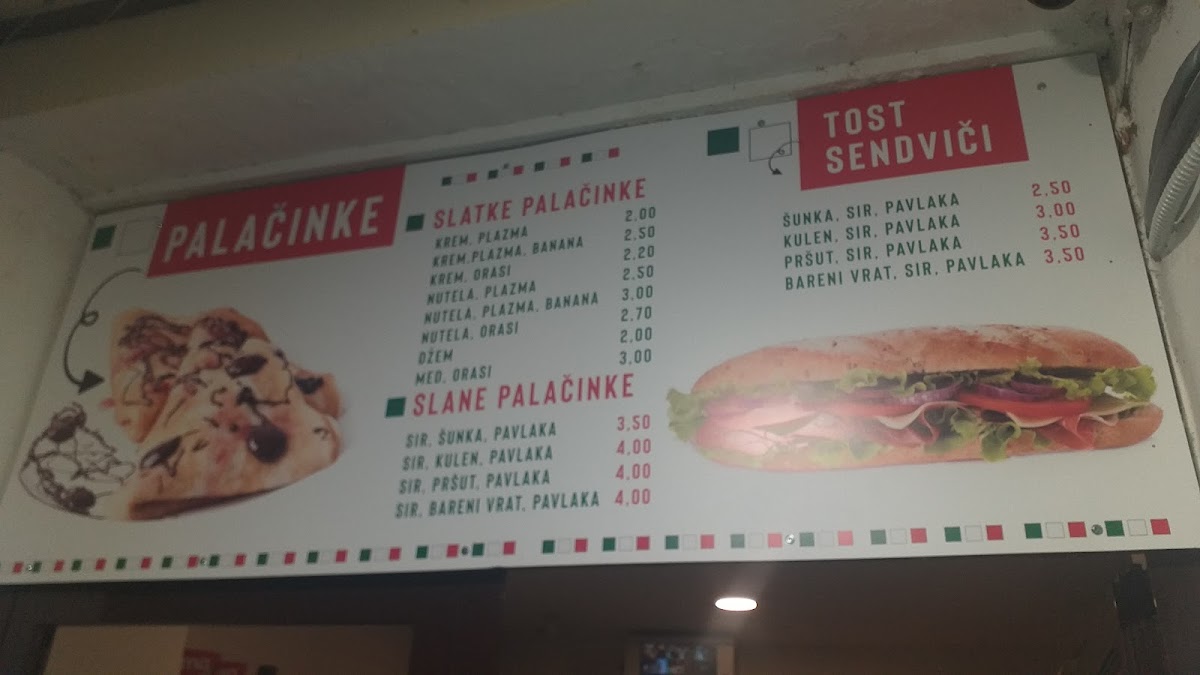 PALAČINKE
SLATKE PALAČINKE
KREM, PLAZMA 2,00
KREM,PLAZMA, BANANA 2,50
KREM, ORASI 2,20
NUTELA, PLAZMA 2,50
NUTELA, PLAZMA, BANANA 3,00
NUTELA, ORASI 2,70
DŽEM 2,00
MED, ORASI 3,00
SLANE PALAČINKE
SIR, ŠUNKA, PAVLAKA 3,50
SIR, KULEN, PAVLAKA 4,00
SIR, PRŠUT, PAVLAKA 4,00
SIR, BARENI VRAT, PAVLAKA 4,00
TOST
SENDVIČI
ŠUNKA, SIR, PAVLAKA 2,50
KULEN, SIR, PAVLAKA 3,00
PRŠUT, SIR, PAVLAKA 3,50
BARENI VRAT, SIR, PAVLAKA 3,50